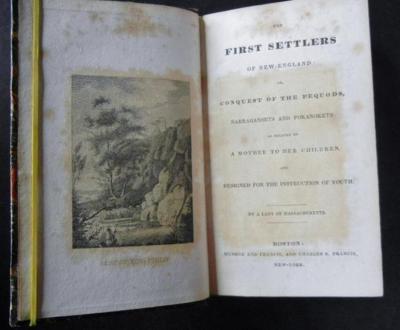 THE
FIRST SETTLERS
OF NEW-ENGLAND
OR,
CONQUEST OF THE PEQUODS,
NARRAGANSETS AND POKANOKETS:
AS RELATED BY
A MOTHER TO HER CHILDREN,
AND
DESIGNED FOR THE INSTRUCTION OF YOUTH.
BY A LADY OF MASSACHUSETTS.
BOSTON:
MUNROE AND FRANCIS, AND CHARLES S. FRANCIS,
NEW-YORK.